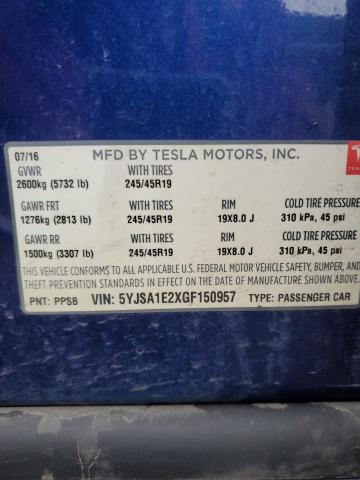 07/16 MFD BY TESLA MOTORS, INC.
GVWR WITH TIRES
2600kg (5732 lb) 245/45R19
GAWR FRT WITH TIRES RIM COLD TIRE PRESSURE
1276kg (2813 lb) 245/45R19 19X8.0 J 310 kPa, 45 psi
GAWR RR WITH TIRES RIM COLD TIRE PRESSURE
1500kg (3307 lb) 245/45R19 19X8.0 J 310 kPa, 45 psi
THIS VEHICLE CONFORMS TO ALL APPLICABLE U.S. FEDERAL MOTOR VEHICLE SAFETY, BUMPER, AND
THEFT PREVENTION STANDARDS IN EFFECT ON THE DATE OF MANUFACTURE SHOWN ABOVE.
PNT: PPSB VIN: 5YJSA1E2XGF150957 TYPE: PASSENGER CAR